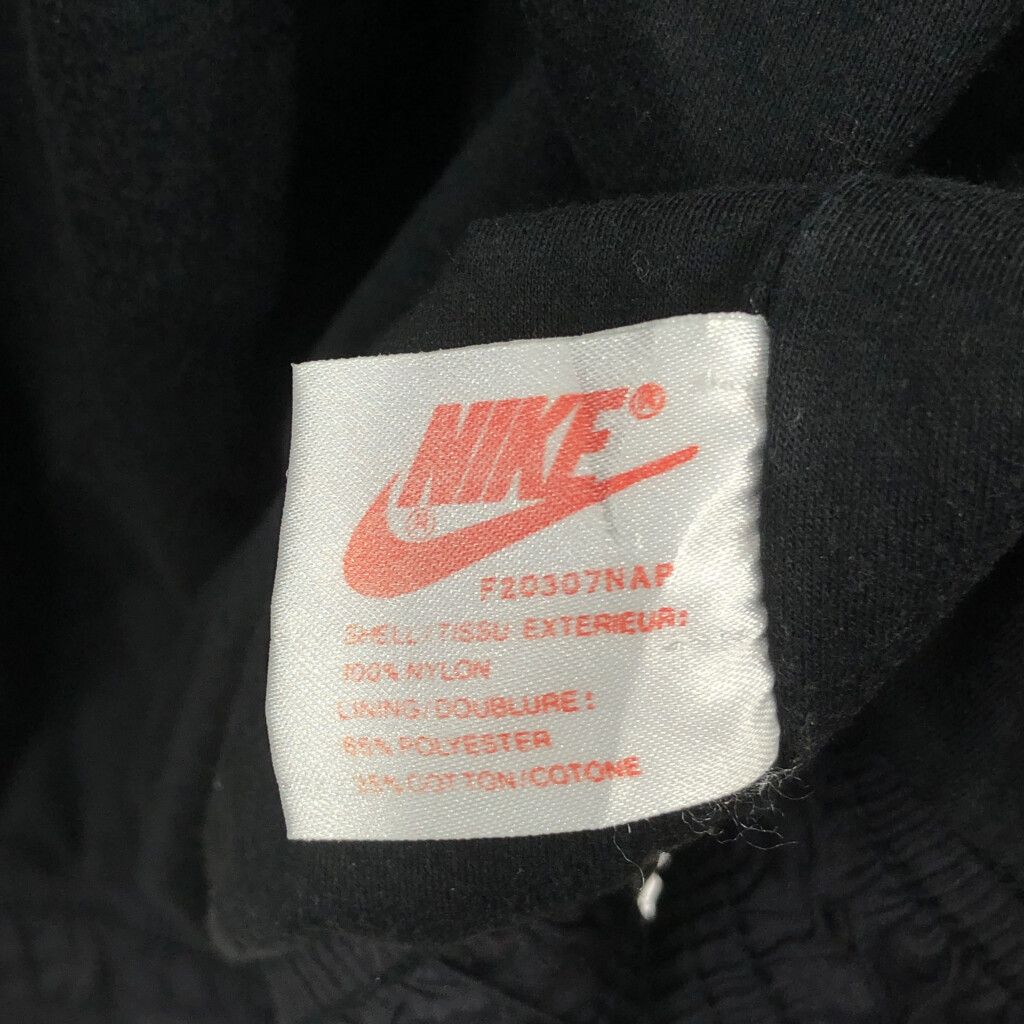 NIKE®
®
F20307NAP
SHELL/TISSU EXTERIEUR:
100% NYLON
LINING/DOUBLURE:
65% POLYESTER
35% COTTON/COTONE